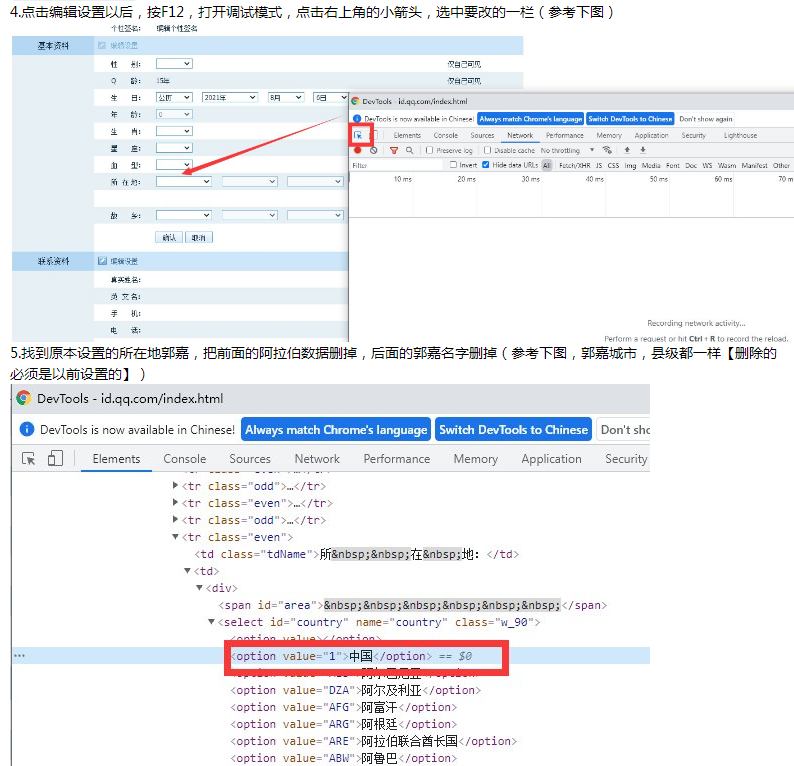 4.点击编辑设置以后，按F12，打开调试模式，点击右上角的小箭头，选中要改的一栏（参考下图）
个性签名： 编辑个性签名
基本资料 编辑设置
性 别： 仅自己可见
Q 龄： 15年 仅自己可见
生 日： 公历 2021年 8月 6日
年 龄： 0
生 肖：
星 座：
血 型：
所 在 地：
故 乡：
确认 取消
联系资料 编辑设置
真实姓名：
英 文 名：
手 机：
电 话：
DevTools - id.qq.com/index.html
DevTools is now available in Chinese! Always match Chrome's language Switch DevTools to Chinese Don't show again
Elements Console Sources Network Performance Memory Application Security Lighthouse
Preserve log Disable cache No throttling
Filter Invert Hide data URLs All Fetch/XHR JS CSS Img Media Font Doc WS Wasm Manifest Other
10 ms 20 ms 30 ms 40 ms 50 ms 60 ms 70 m
Recording network activity...
Perform a request or hit Ctrl + R to record the reload.
5.找到原本设置的所在地郭嘉，把前面的阿拉伯数据删掉，后面的郭嘉名字删掉（参考下图，郭嘉城市，县级都一样【删除的
必须是以前设置的】）
DevTools - id.qq.com/index.html
DevTools is now available in Chinese! Always match Chrome's language Switch DevTools to Chinese Don't sho
Elements Console Sources Network Performance Memory Application Security
<tr class="odd">…</tr>
<tr class="even">…</tr>
<tr class="odd">…</tr>
<tr class="even">
<td class="tdName">所&nbsp;&nbsp;在&nbsp;地：</td>
<td>
<div>
<span id="area">&nbsp;&nbsp;&nbsp;&nbsp;&nbsp;&nbsp;</span>
<select id="country" name="country" class="w_90">
<option value></option>
<option value="1">中国</option> == $0
<option value="DZA">阿尔及利亚</option>
<option value="AFG">阿富汗</option>
<option value="ARG">阿根廷</option>
<option value="ARE">阿拉伯联合酋长国</option>
<option value="ABW">阿鲁巴</option>